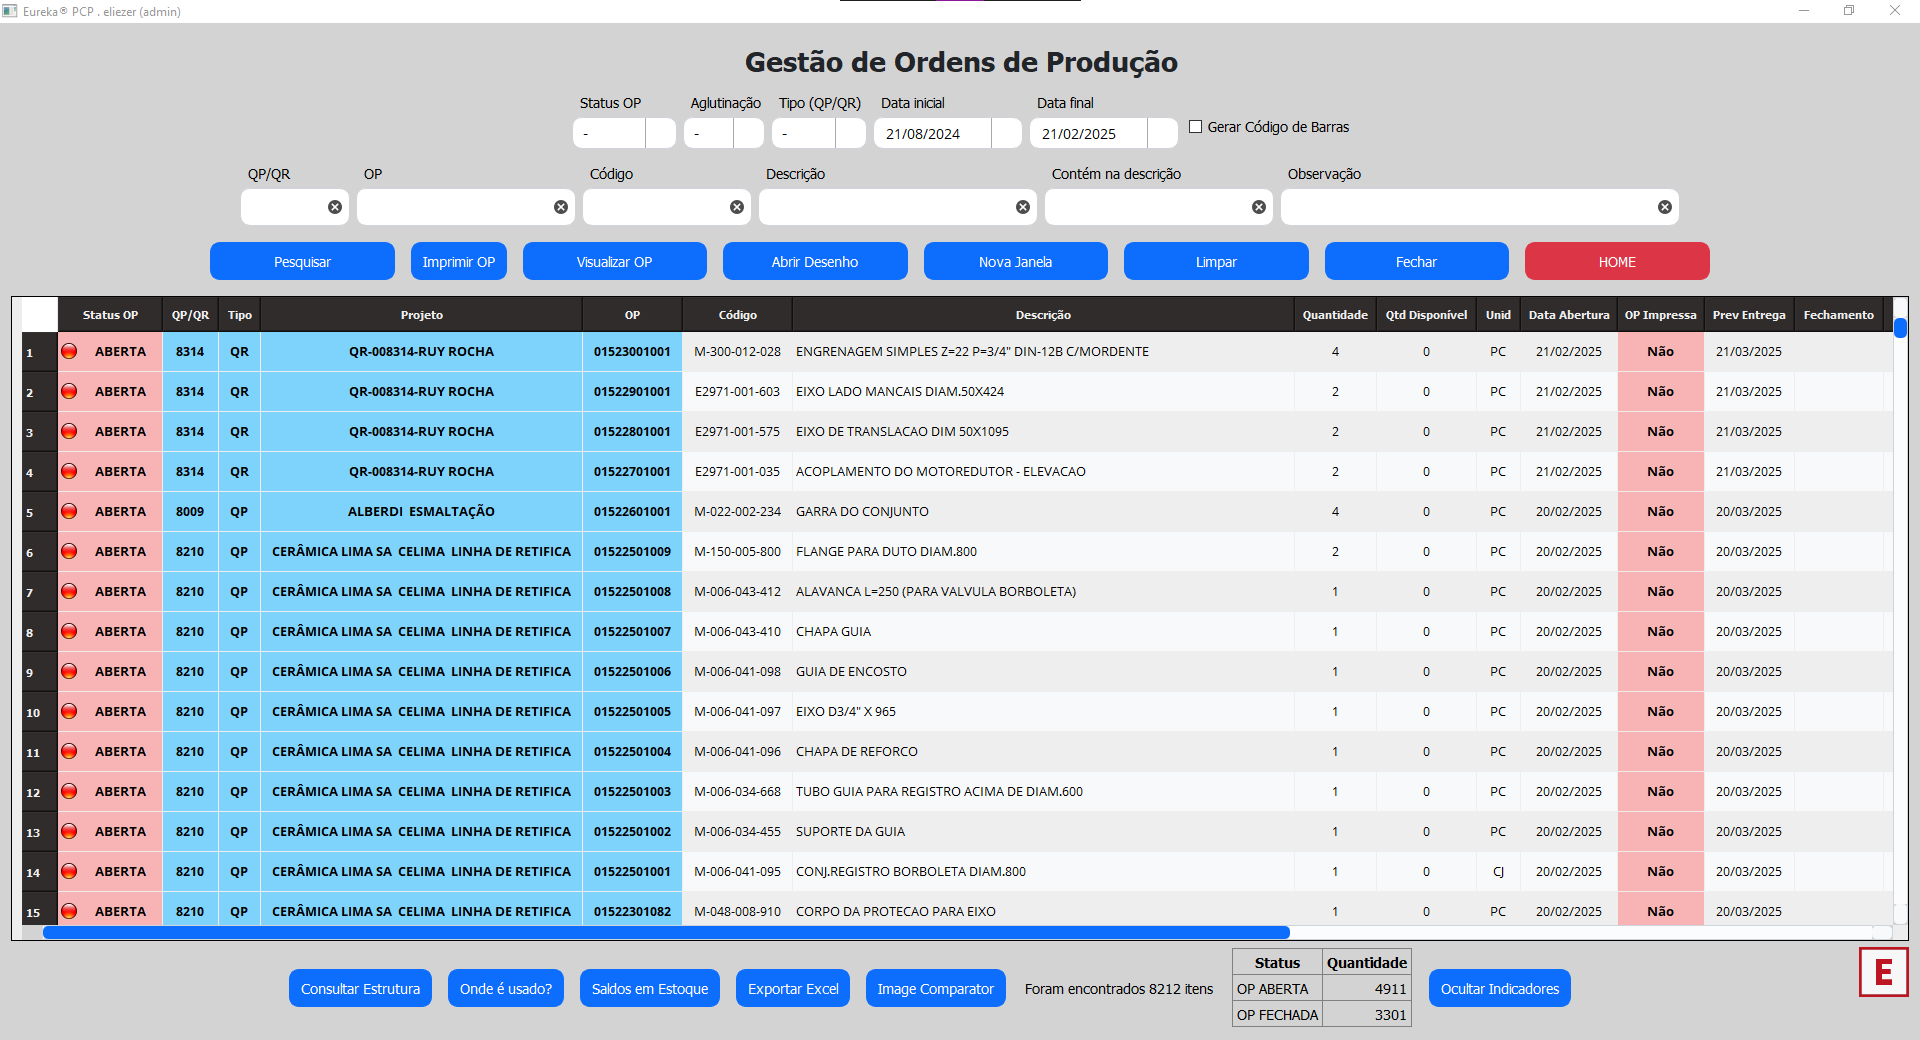 Eureka® PCP . eliezer (admin)
Gestão de Ordens de Produção
Status OP Aglutinação Tipo (QP/QR) Data inicial Data final
- - - 21/08/2024 21/02/2025 Gerar Código de Barras
QP/QR OP Código Descrição Contém na descrição Observação
Pesquisar Imprimir OP Visualizar OP Abrir Desenho Nova Janela Limpar Fechar HOME
Status OP QP/QR Tipo Projeto OP Código Descrição Quantidade Qtd Disponível Unid Data Abertura OP Impressa Prev Entrega Fechamento
1 ABERTA 8314 QR QR-008314-RUY ROCHA 01523001001 M-300-012-028 ENGRENAGEM SIMPLES Z=22 P=3/4" DIN-12B C/MORDENTE 4 0 PC 21/02/2025 Não 21/03/2025
2 ABERTA 8314 QR QR-008314-RUY ROCHA 01522901001 E2971-001-603 EIXO LADO MANCAIS DIAM.50X424 2 0 PC 21/02/2025 Não 21/03/2025
3 ABERTA 8314 QR QR-008314-RUY ROCHA 01522801001 E2971-001-575 EIXO DE TRANSLACAO DIM 50X1095 2 0 PC 21/02/2025 Não 21/03/2025
4 ABERTA 8314 QR QR-008314-RUY ROCHA 01522701001 E2971-001-035 ACOPLAMENTO DO MOTOREDUTOR - ELEVACAO 2 0 PC 21/02/2025 Não 21/03/2025
5 ABERTA 8009 QP ALBERDI ESMALTAÇÃO 01522601001 M-022-002-234 GARRA DO CONJUNTO 4 0 PC 20/02/2025 Não 20/03/2025
6 ABERTA 8210 QP CERÂMICA LIMA SA CELIMA LINHA DE RETIFICA 01522501009 M-150-005-800 FLANGE PARA DUTO DIAM.800 2 0 PC 20/02/2025 Não 20/03/2025
7 ABERTA 8210 QP CERÂMICA LIMA SA CELIMA LINHA DE RETIFICA 01522501008 M-006-043-412 ALAVANCA L=250 (PARA VALVULA BORBOLETA) 1 0 PC 20/02/2025 Não 20/03/2025
8 ABERTA 8210 QP CERÂMICA LIMA SA CELIMA LINHA DE RETIFICA 01522501007 M-006-043-410 CHAPA GUIA 1 0 PC 20/02/2025 Não 20/03/2025
9 ABERTA 8210 QP CERÂMICA LIMA SA CELIMA LINHA DE RETIFICA 01522501006 M-006-041-098 GUIA DE ENCOSTO 1 0 PC 20/02/2025 Não 20/03/2025
10 ABERTA 8210 QP CERÂMICA LIMA SA CELIMA LINHA DE RETIFICA 01522501005 M-006-041-097 EIXO D3/4" X 965 1 0 PC 20/02/2025 Não 20/03/2025
11 ABERTA 8210 QP CERÂMICA LIMA SA CELIMA LINHA DE RETIFICA 01522501004 M-006-041-096 CHAPA DE REFORCO 1 0 PC 20/02/2025 Não 20/03/2025
12 ABERTA 8210 QP CERÂMICA LIMA SA CELIMA LINHA DE RETIFICA 01522501003 M-006-034-668 TUBO GUIA PARA REGISTRO ACIMA DE DIAM.600 1 0 PC 20/02/2025 Não 20/03/2025
13 ABERTA 8210 QP CERÂMICA LIMA SA CELIMA LINHA DE RETIFICA 01522501002 M-006-034-455 SUPORTE DA GUIA 1 0 PC 20/02/2025 Não 20/03/2025
14 ABERTA 8210 QP CERÂMICA LIMA SA CELIMA LINHA DE RETIFICA 01522501001 M-006-041-095 CONJ.REGISTRO BORBOLETA DIAM.800 1 0 CJ 20/02/2025 Não 20/03/2025
15 ABERTA 8210 QP CERÂMICA LIMA SA CELIMA LINHA DE RETIFICA 01522301082 M-048-008-910 CORPO DA PROTECAO PARA EIXO 1 0 PC 20/02/2025 Não 20/03/2025
Consultar Estrutura Onde é usado? Saldos em Estoque Exportar Excel Image Comparator Foram encontrados 8212 itens
Status Quantidade
OP ABERTA 4911
OP FECHADA 3301
Ocultar Indicadores
E